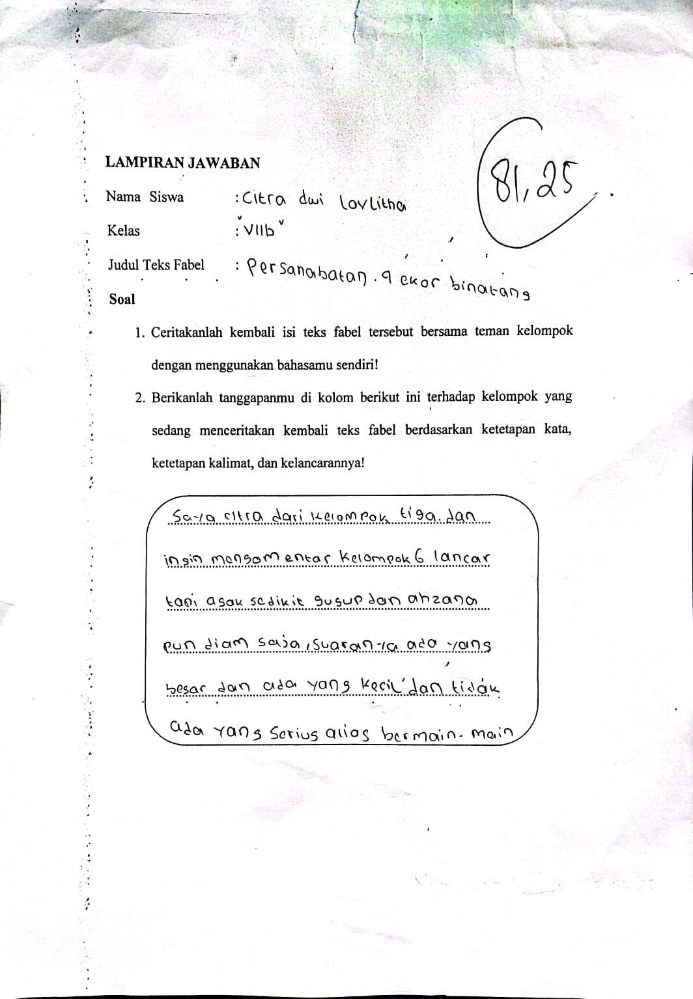 81,25
LAMPIRAN JAWABAN
Nama Siswa : Citra dwi lovlitha
Kelas : VIIb
Judul Teks Fabel : Persahabatan. 9 ekor binatang
Soal
1. Ceritakanlah kembali isi teks fabel tersebut bersama teman kelompok
dengan menggunakan bahasamu sendiri!
2. Berikanlah tanggapanmu di kolom berikut ini terhadap kelompok yang
sedang menceritakan kembali teks fabel berdasarkan ketetapan kata,
ketetapan kalimat, dan kelancarannya!
Saya citra dari kelompok tiga. dan
ingin mengomentar kelompok 6 lancar
tapi agak sedikit gugup dan ahzana
pun diam saja, suaranya ada yang
besar dan ada yang kecil dan tidak
ada yang serius alias bermain-main